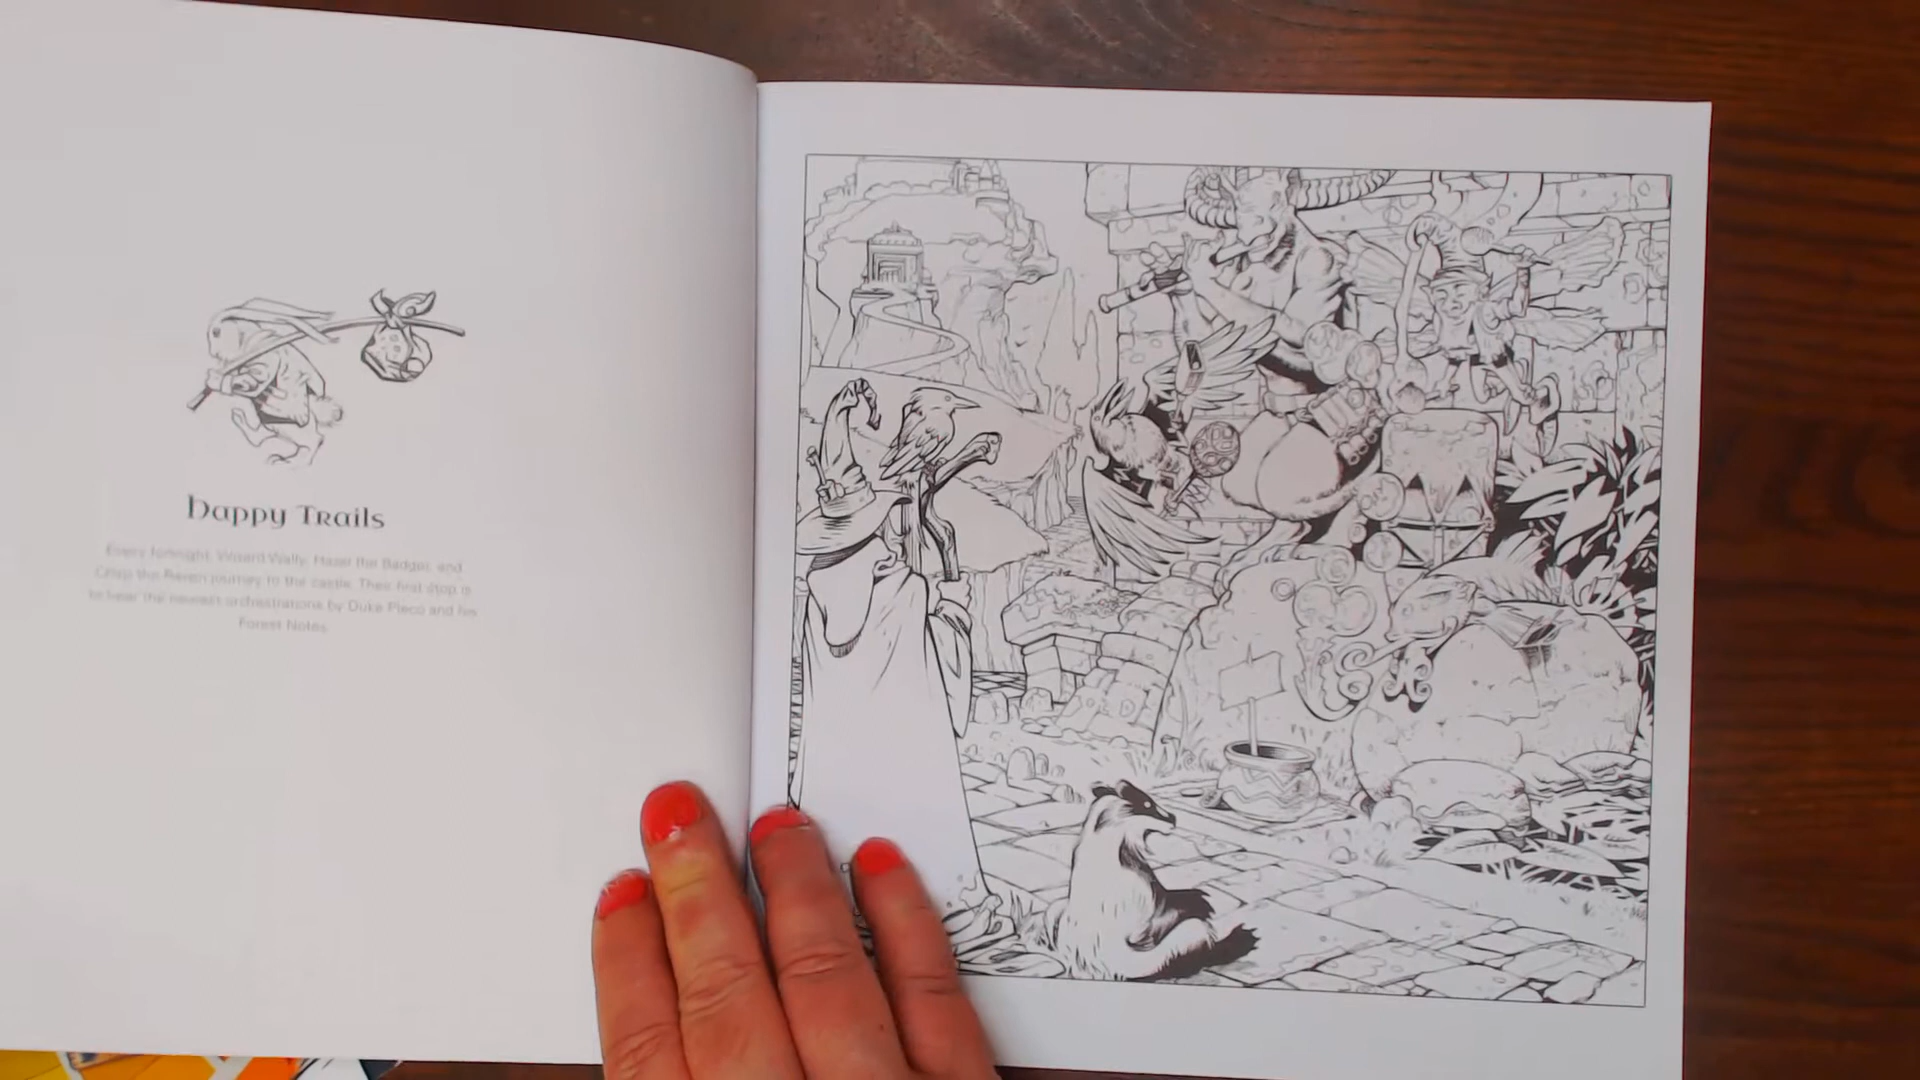 Happy Trails
Every fortnight, Wizard Wally, Hazel the Badger, and
Crisp the Raven journey to the castle. Their first stop is
to hear the newest orchestrations by Duke Pleco and his
Forest Notes.